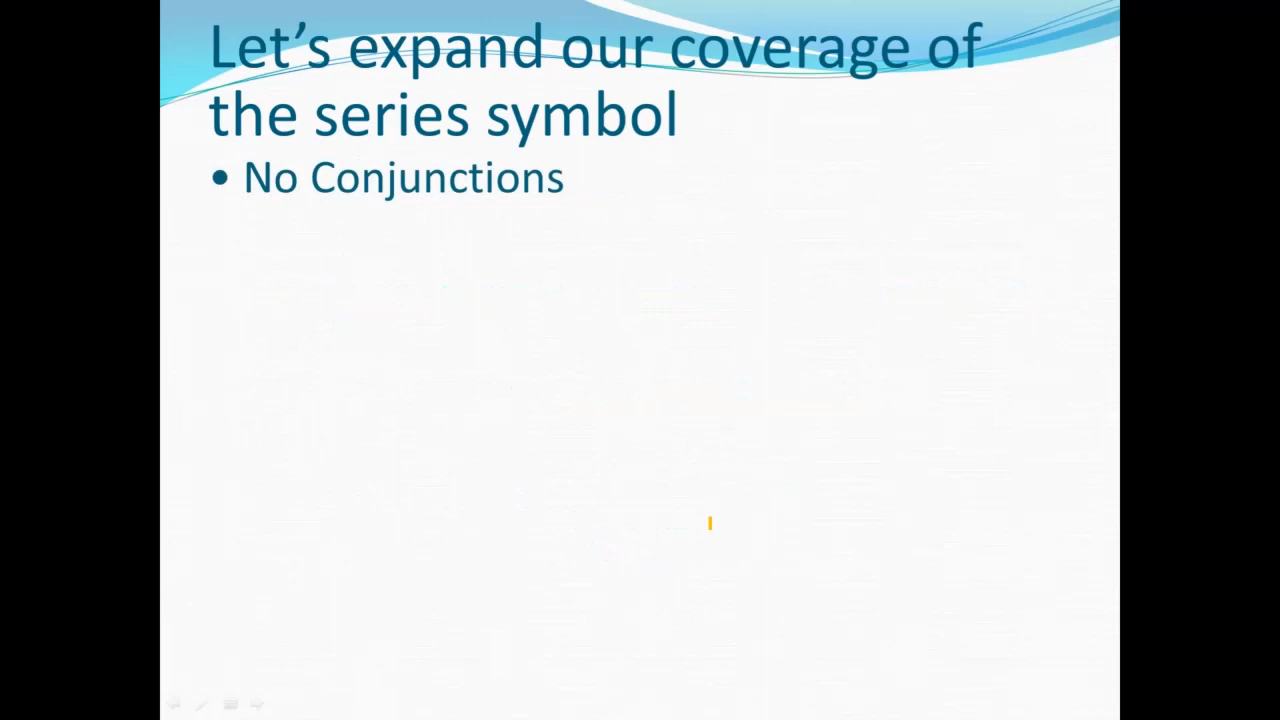 Let’s expand our coverage of
the series symbol
• No Conjunctions